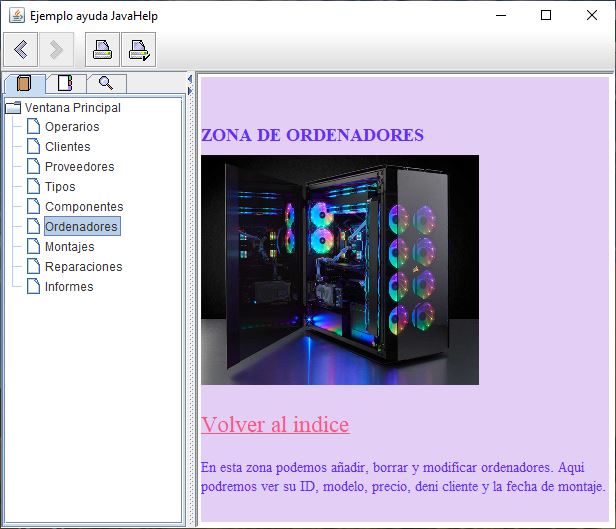 Ejemplo ayuda JavaHelp
Ventana Principal
Operarios
Clientes
Proveedores
Tipos
Componentes
Ordenadores
Montajes
Reparaciones
Informes
ZONA DE ORDENADORES
Volver al indice
En esta zona podemos añadir, borrar y modificar ordenadores. Aqui
podremos ver su ID, modelo, precio, deni cliente y la fecha de montaje.